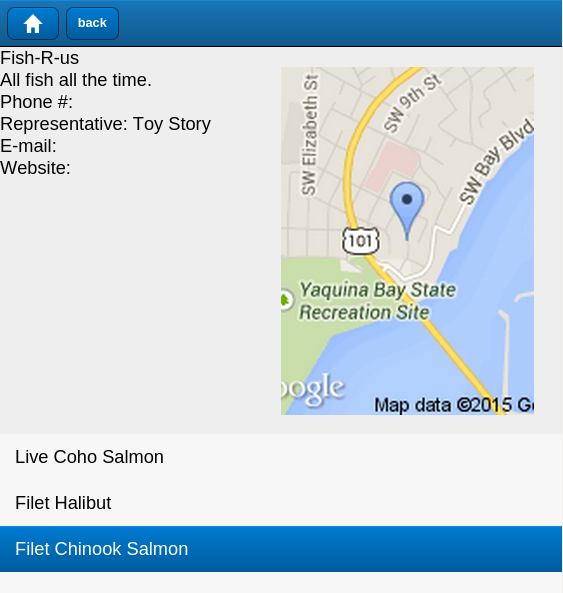 back
Fish-R-us
All fish all the time.
Phone #:
Representative: Toy Story
E-mail:
Website:
SW Elizabeth St
SW 9th St
SW Bay Blvd
101
Yaquina Bay State
Recreation Site
oogle
Map data ©2015 Go
Live Coho Salmon
Filet Halibut
Filet Chinook Salmon